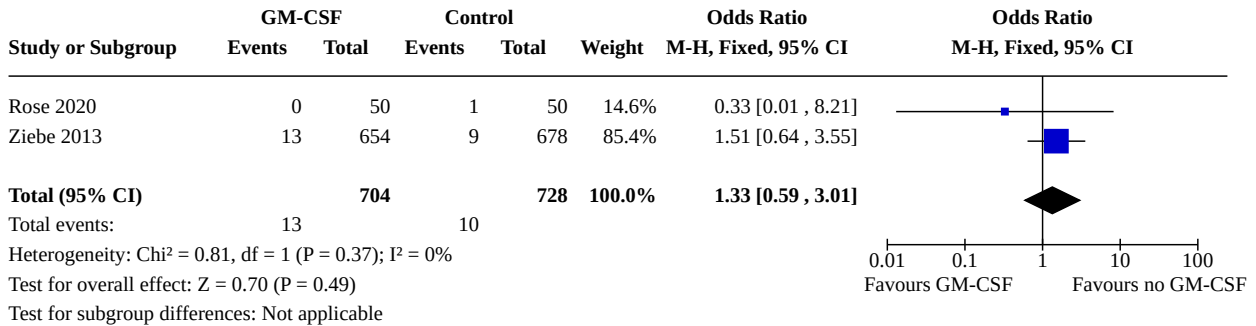 GM-CSF Control Odds Ratio Odds Ratio
Study or Subgroup Events Total Events Total Weight M-H, Fixed, 95% CI M-H, Fixed, 95% CI
Rose 2020 0 50 1 50 14.6% 0.33 [0.01 , 8.21]
Ziebe 2013 13 654 9 678 85.4% 1.51 [0.64 , 3.55]
Total (95% CI) 704 728 100.0% 1.33 [0.59 , 3.01]
Total events: 13 10
Heterogeneity: Chi² = 0.81, df = 1 (P = 0.37); I² = 0%
0.01 0.1 1 10 100
Test for overall effect: Z = 0.70 (P = 0.49) Favours GM-CSF Favours no GM-CSF
Test for subgroup differences: Not applicable